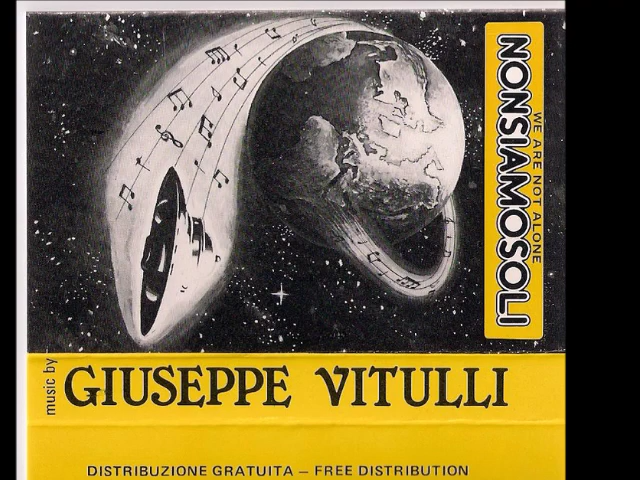 NONSIAMOSOLI
WE ARE NOT ALONE
music by
GIUSEPPE VITULLI
DISTRIBUZIONE GRATUITA – FREE DISTRIBUTION